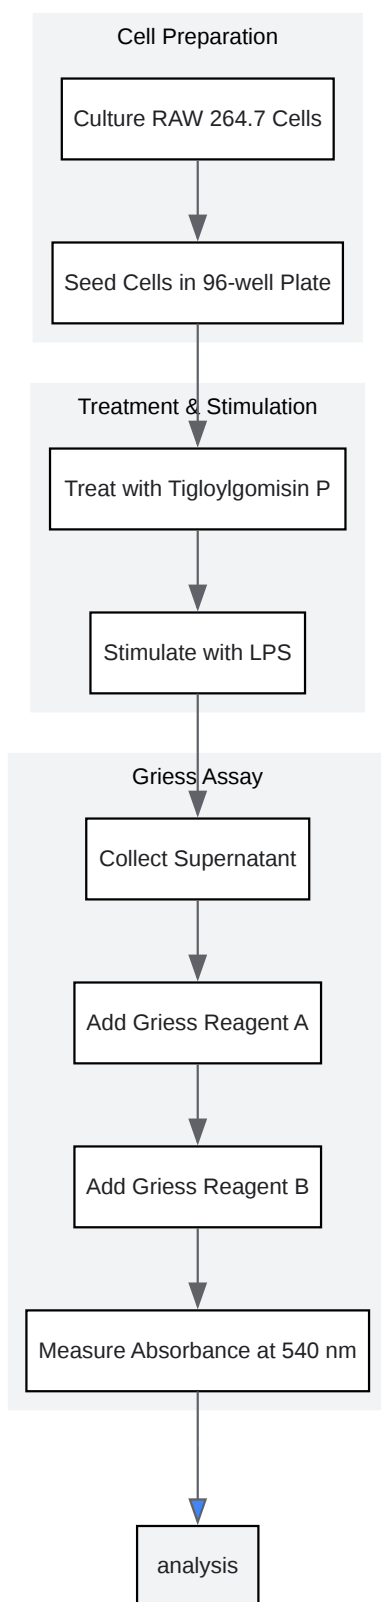 Cell Preparation
Culture RAW 264.7 Cells
Seed Cells in 96-well Plate
Treatment & Stimulation
Treat with Tigloylgomisin P
Stimulate with LPS
Griess Assay
Collect Supernatant
Add Griess Reagent A
Add Griess Reagent B
Measure Absorbance at 540 nm
analysis